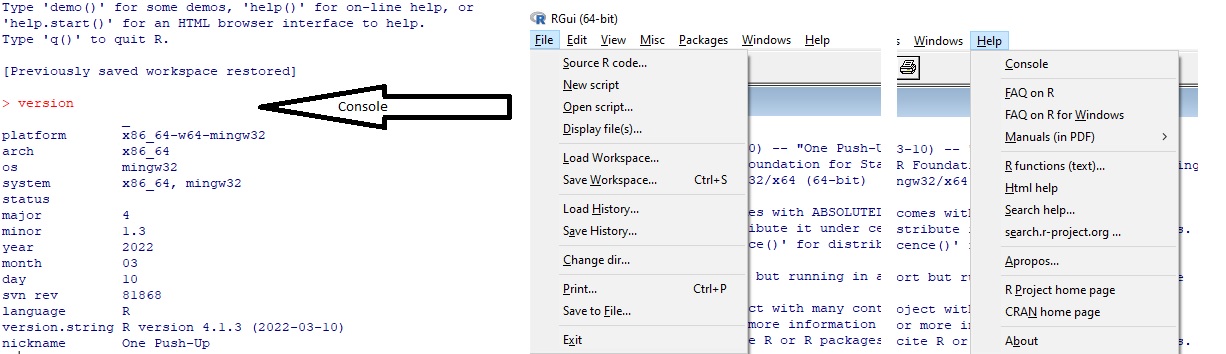 Type 'demo()' for some demos, 'help()' for on-line help, or
'help.start()' for an HTML browser interface to help.
Type 'q()' to quit R.
[Previously saved workspace restored]
> version
Console
_
platform x86_64-w64-mingw32
arch x86_64
os mingw32
system x86_64, mingw32
status
major 4
minor 1.3
year 2022
month 03
day 10
svn rev 81868
language R
version.string R version 4.1.3 (2022-03-10)
nickname One Push-Up
RGui (64-bit)
File Edit View Misc Packages Windows Help
Source R code...
New script
Open script...
Display file(s)...
Load Workspace...
Save Workspace... Ctrl+S
Load History...
Save History...
Change dir...
Print... Ctrl+P
Save to File...
Exit
0) -- "One Push-U
oundation for Sta
32/x64 (64-bit)
es with ABSOLUTEL
ibute it under ce
nce()' for distrib
but running in a
ct with many cont
more information
te R or R packages
s Windows Help
Console
FAQ on R
FAQ on R for Windows
Manuals (in PDF) >
R functions (text)...
Html help
Search help...
search.r-project.org ...
Apropos...
R Project home page
CRAN home page
About
3-10) -- "
R Foundat
ngw32/x64
comes with
stribute i
cence()' f
ort but ru
oject with
or more in
cite R or
ing
s.
e
s.